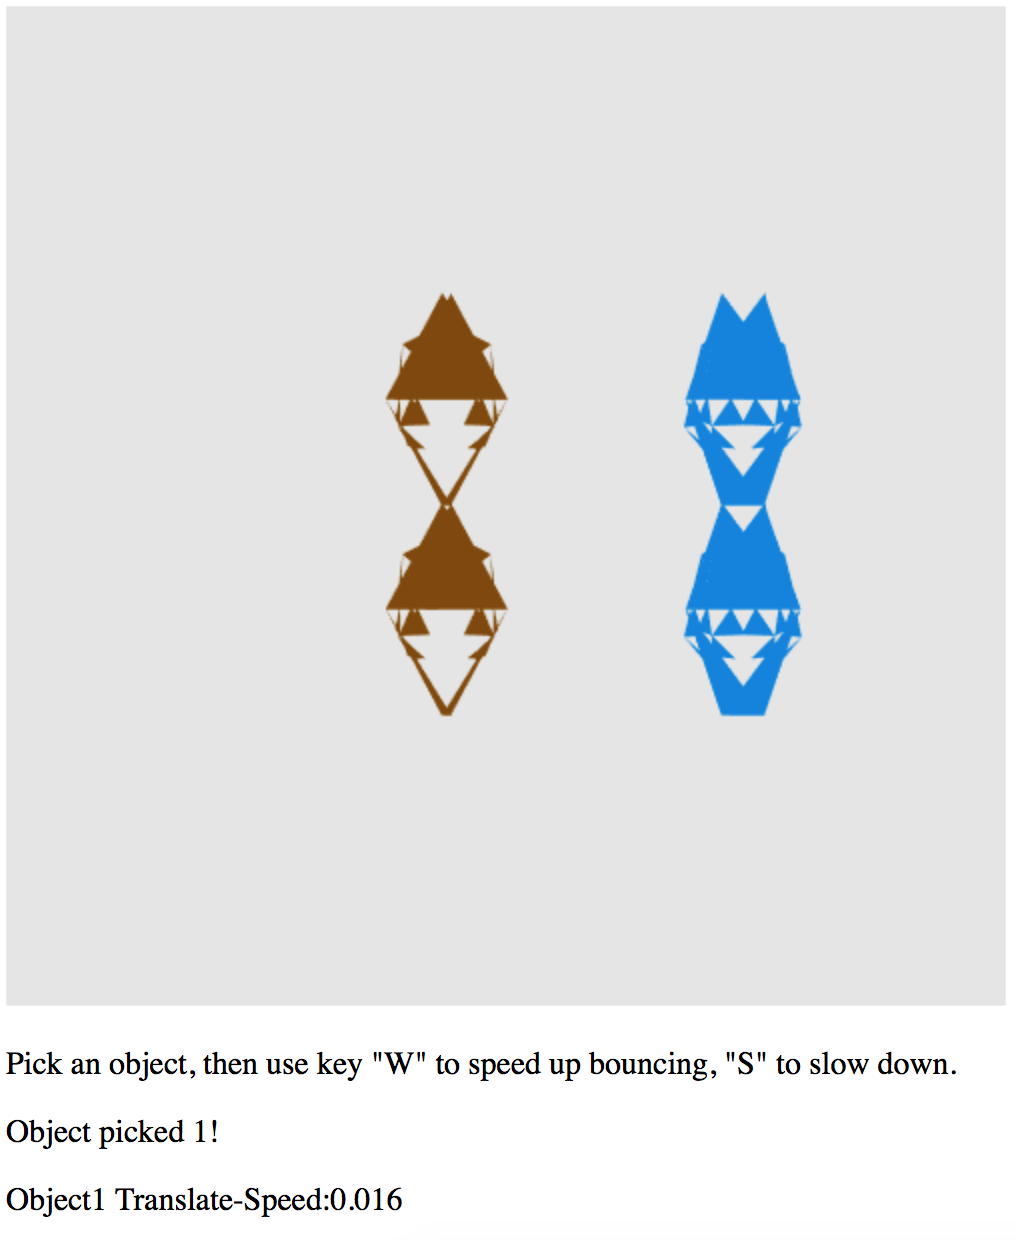 Pick an object, then use key "W" to speed up bouncing, "S" to slow down.
Object picked 1!
Object1 Translate-Speed:0.016